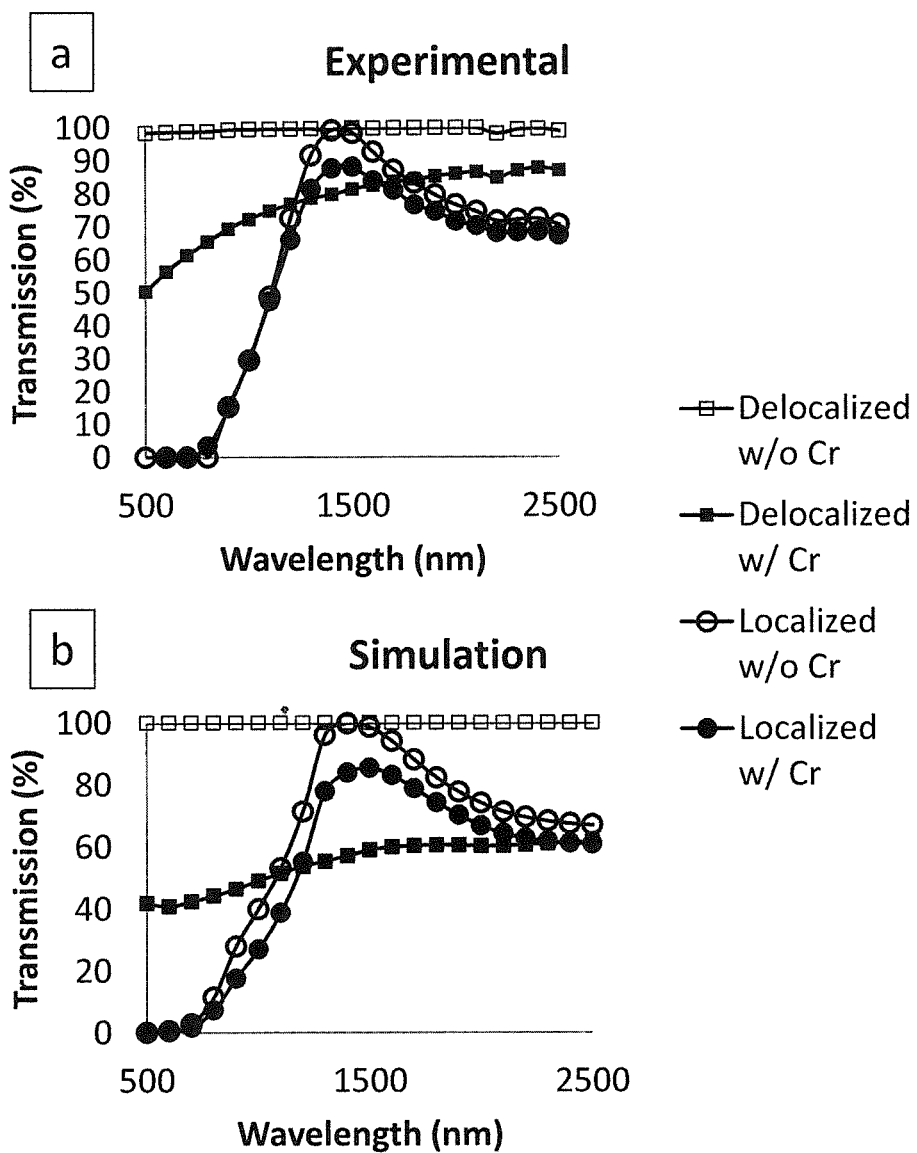 a
Experimental
100
90
80
70
60
50
40
30
20
10
0
Transmission (%)
500 1500 2500
Wavelength (nm)
Delocalized
w/o Cr
Delocalized
w/ Cr
Localized
w/o Cr
Localized
w/ Cr
b
Simulation
100
80
60
40
20
0
Transmission (%)
500 1500 2500
Wavelength (nm)